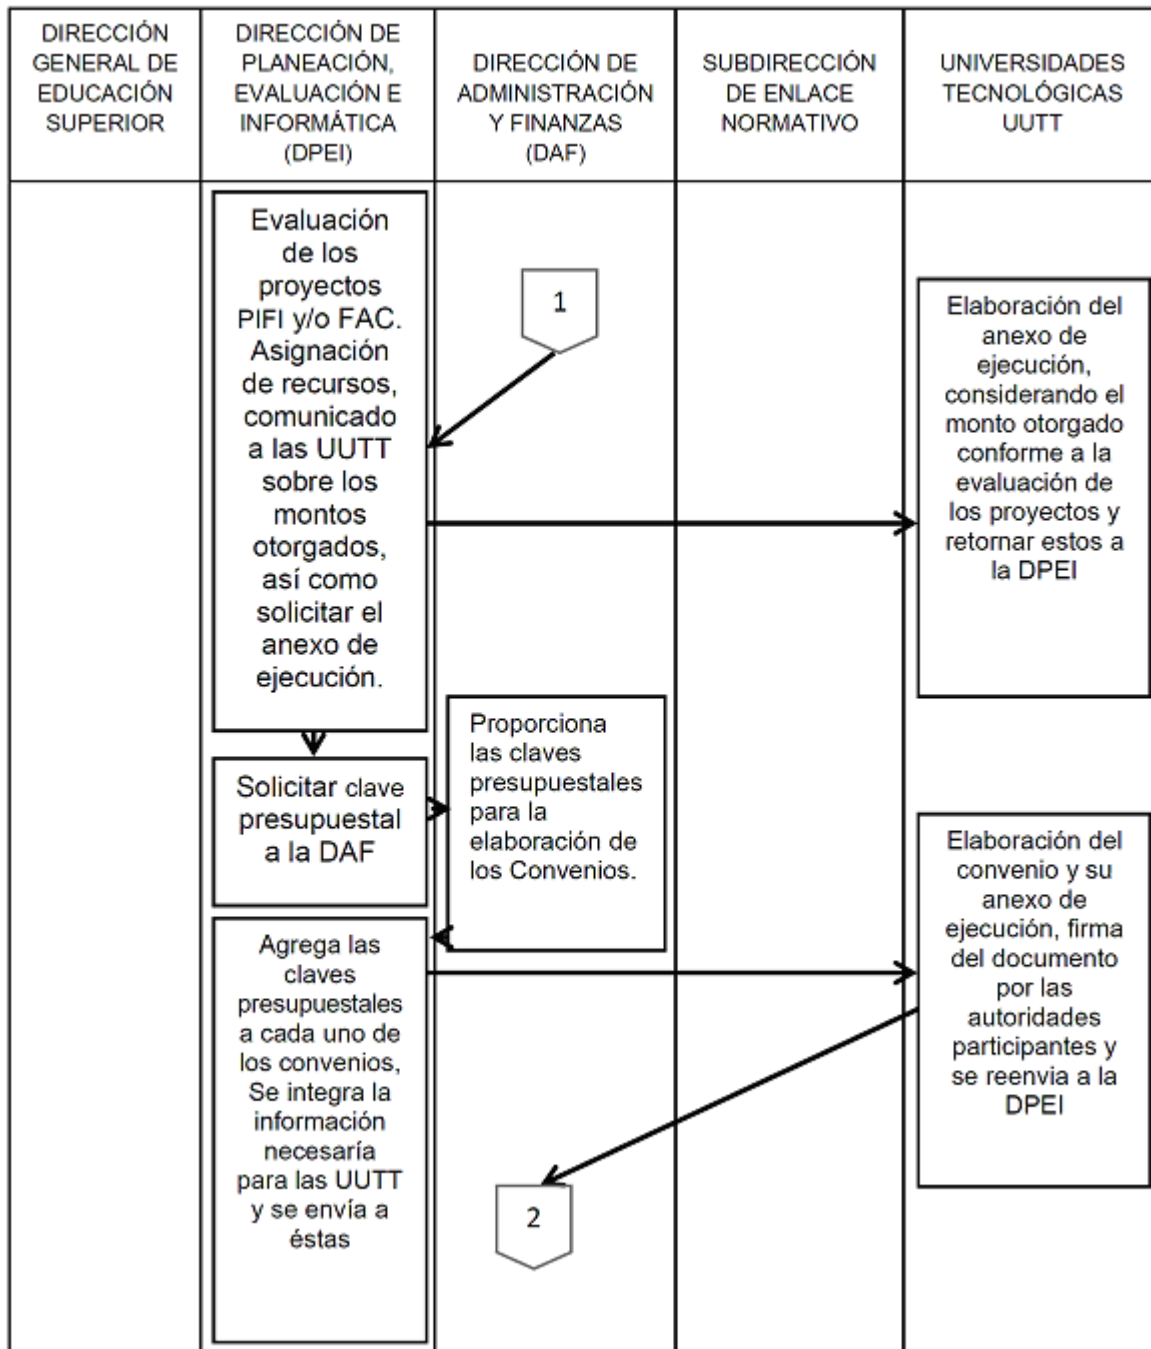 DIRECCIÓN
GENERAL DE
EDUCACIÓN
SUPERIOR
DIRECCIÓN DE
PLANEACIÓN,
EVALUACIÓN E
INFORMÁTICA
(DPEI)
DIRECCIÓN DE
ADMINISTRACIÓN
Y FINANZAS
(DAF)
SUBDIRECCIÓN
DE ENLACE
NORMATIVO
UNIVERSIDADES
TECNOLÓGICAS
UUTT
Evaluación
de los
proyectos
PIFI y/o FAC.
Asignación
de recursos,
comunicado
a las UUTT
sobre los
montos
otorgados,
así como
solicitar el
anexo de
ejecución.
1
Elaboración del
anexo de
ejecución,
considerando el
monto otorgado
conforme a la
evaluación de
los proyectos y
retornar estos a
la DPEI
Solicitar clave
presupuestal
a la DAF
Proporciona
las claves
presupuestales
para la
elaboración de
los Convenios.
Agrega las
claves
presupuestales
a cada uno de
los convenios,
Se integra la
información
necesaría
para las UUTT
y se envía a
éstas
Elaboración del
convenio y su
anexo de
ejecución, firma
del documento
por las
autoridades
participantes y
se reenvia a la
DPEI
2